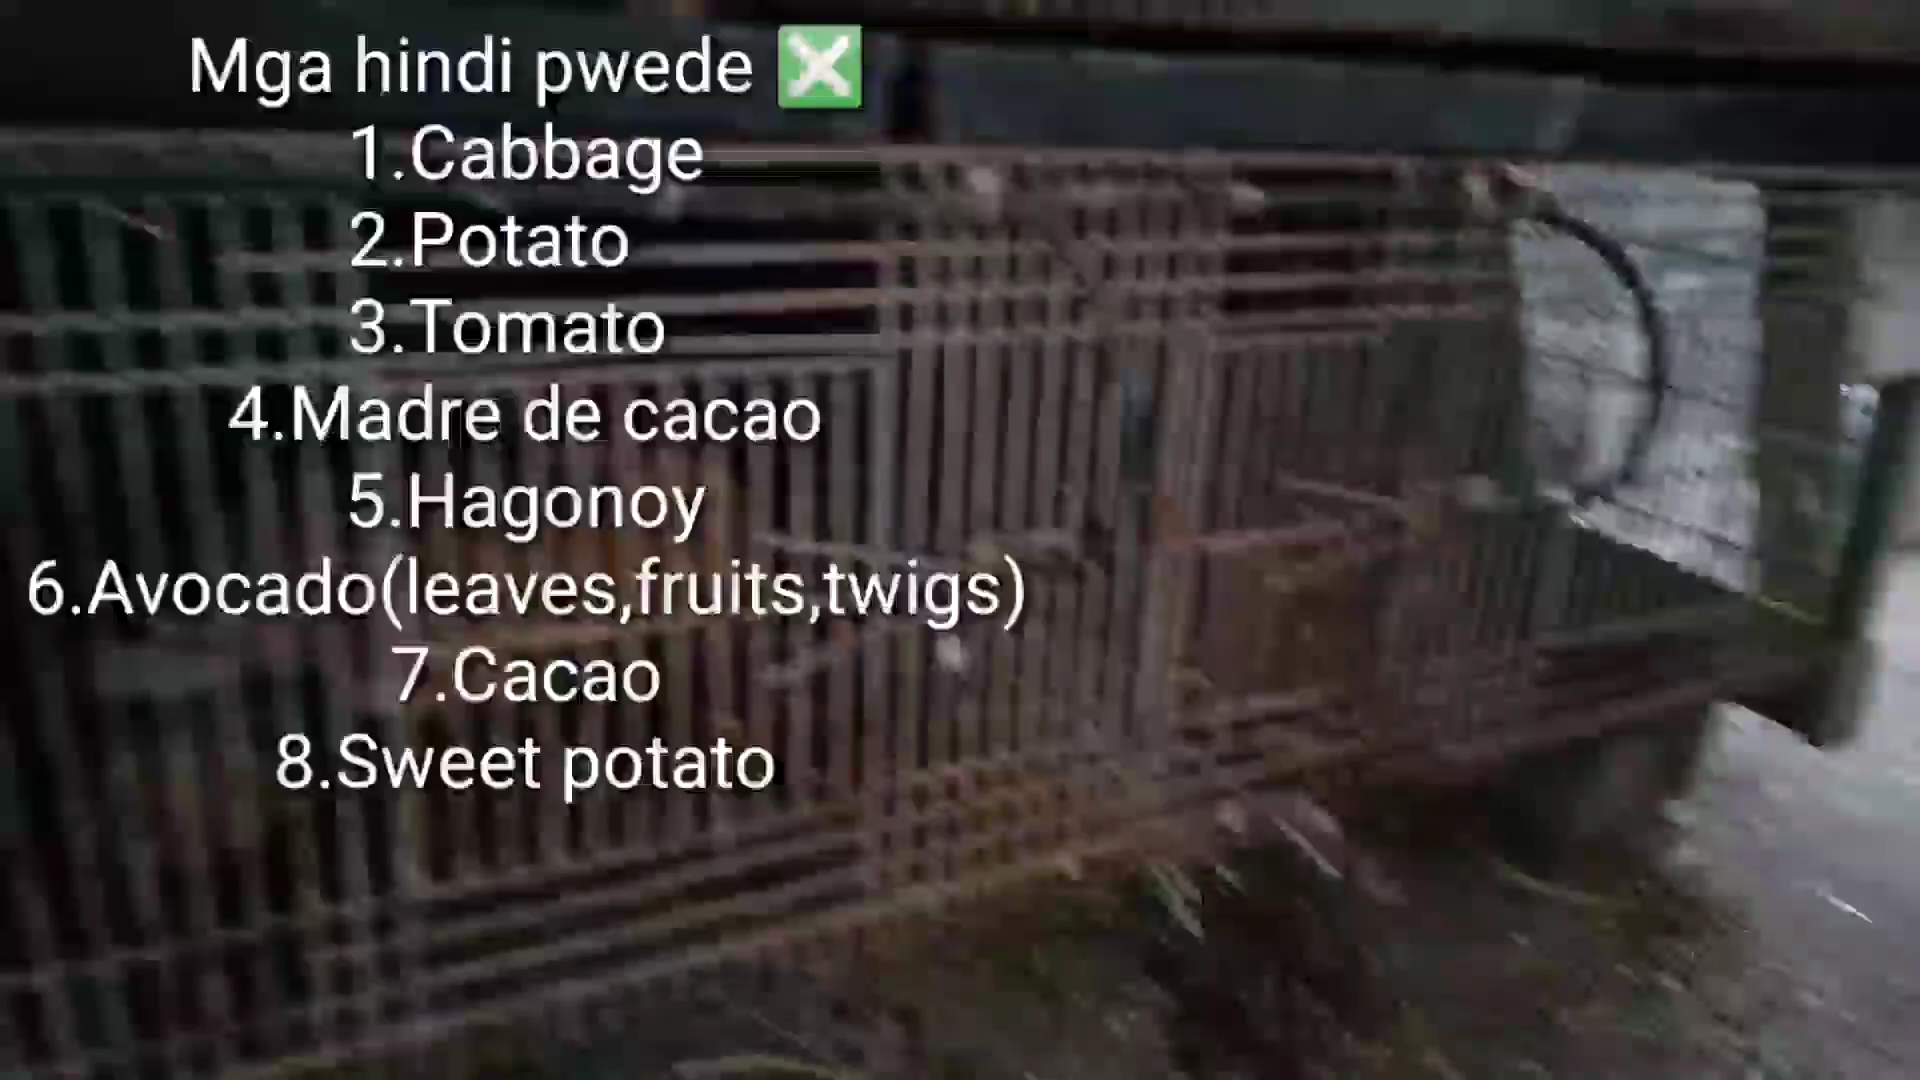 Mga hindi pwede ❎
1.Cabbage
2.Potato
3.Tomato
4.Madre de cacao
5.Hagonoy
6.Avocado(leaves,fruits,twigs)
7.Cacao
8.Sweet potato